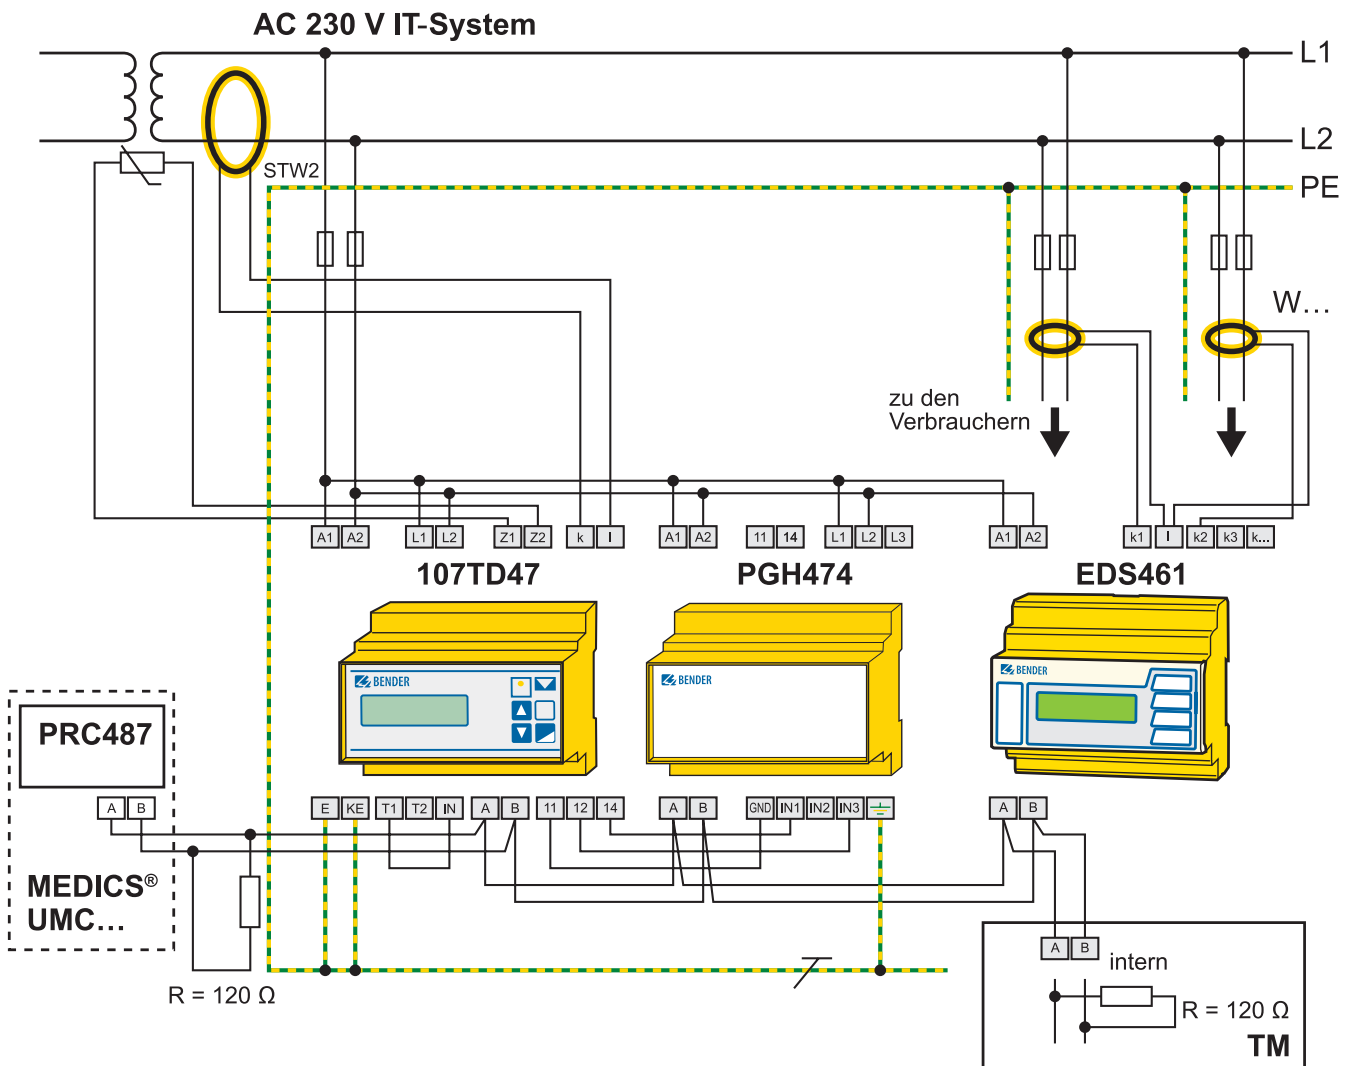 AC 230 V IT-System
L1
L2
STW2
PE
W...
zu den
Verbrauchern
A1 A2 L1 L2 Z1 Z2 k l A1 A2 11 14 L1 L2 L3 A1 A2 k1 l k2 k3 k...
107TD47 PGH474 EDS461
BENDER BENDER BENDER
PRC487
A B E KE T1 T2 IN A B 11 12 14 A B GND IN1 IN2 IN3 A B
MEDICS®
UMC...
A B
intern
R = 120 Ω
R = 120 Ω
TM